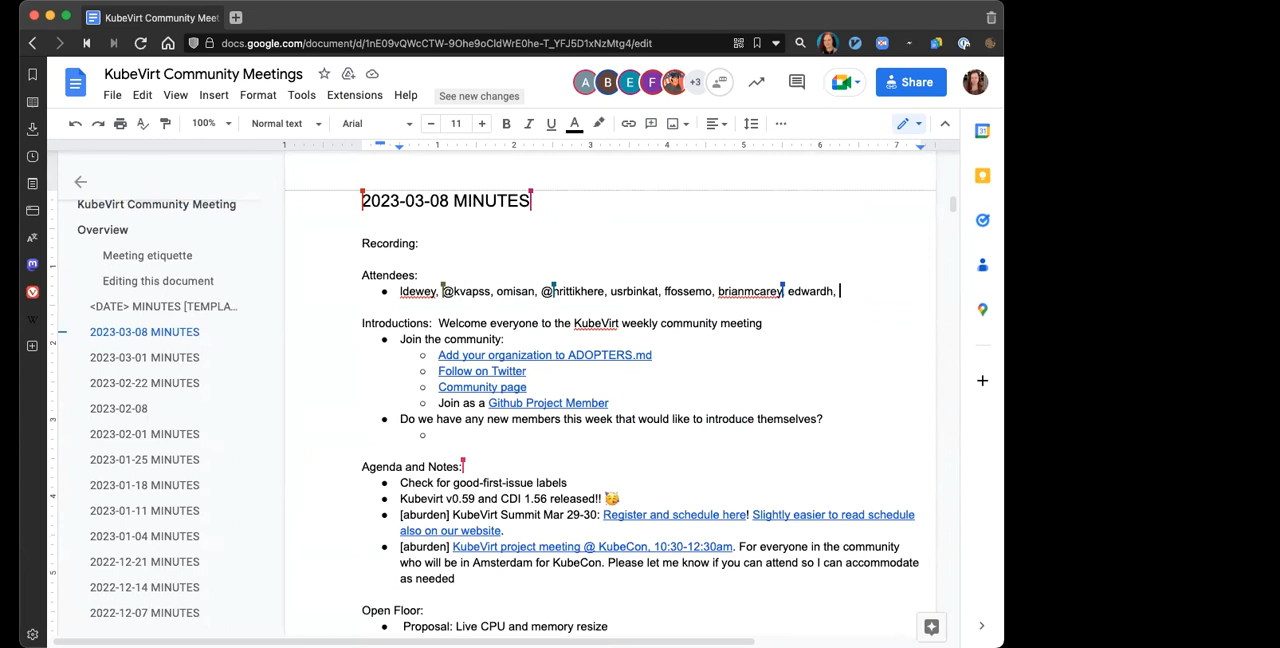 KubeVirt Community Meet
docs.google.com/document/d/1nE09vQWcCTW-9Ohe9oCldWrE0he-T_YFJ5D1xNzMtg4/edit
KubeVirt Community Meetings
File Edit View Insert Format Tools Extensions Help See new changes
A B E F +3 Share
100% Normal text Arial 11
1 1 2 3 4 5 6 7
KubeVirt Community Meeting
Overview
Meeting etiquette
Editing this document
<DATE> MINUTES [TEMPLA...
2023-03-08 MINUTES
2023-03-01 MINUTES
2023-02-22 MINUTES
2023-02-08
2023-02-01 MINUTES
2023-01-25 MINUTES
2023-01-18 MINUTES
2023-01-11 MINUTES
2023-01-04 MINUTES
2022-12-21 MINUTES
2022-12-14 MINUTES
2022-12-07 MINUTES
2023-03-08 MINUTES
Recording:
Attendees:
● ldewey, @kvapss, omisan, @hrittikhere, usrbinkat, ffossemo, brianmcarey, edwardh,
Introductions: Welcome everyone to the KubeVirt weekly community meeting
● Join the community:
○ Add your organization to ADOPTERS.md
○ Follow on Twitter
○ Community page
○ Join as a Github Project Member
● Do we have any new members this week that would like to introduce themselves?
○
Agenda and Notes:
● Check for good-first-issue labels
● Kubevirt v0.59 and CDI 1.56 released!! 🥳
● [aburden] KubeVirt Summit Mar 29-30: Register and schedule here! Slightly easier to read schedule
also on our website.
● [aburden] KubeVirt project meeting @ KubeCon, 10:30-12:30am. For everyone in the community
who will be in Amsterdam for KubeCon. Please let me know if you can attend so I can accommodate
as needed
Open Floor:
● Proposal: Live CPU and memory resize